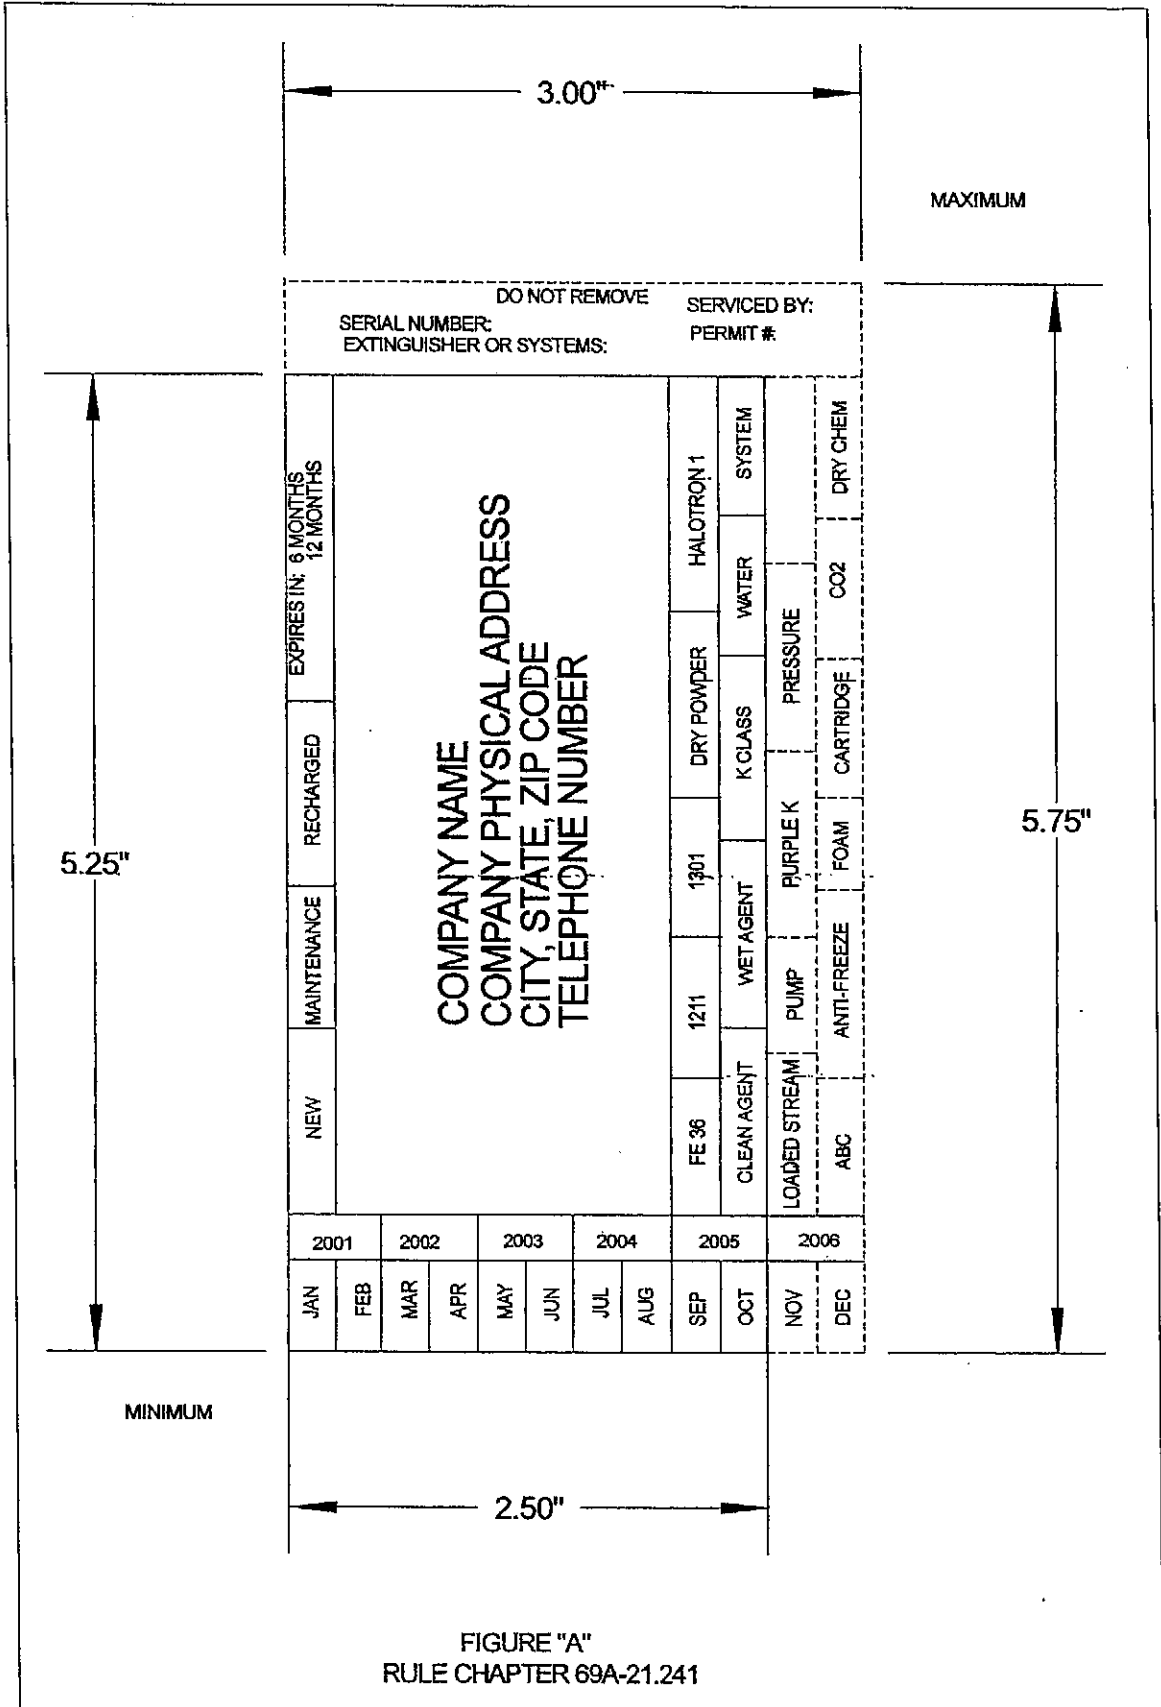 3.00"
MAXIMUM
DO NOT REMOVE
SERVICED BY:
SERIAL NUMBER:
PERMIT #:
EXTINGUISHER OR SYSTEMS:
EXPIRES IN: 6 MONTHS
12 MONTHS
RECHARGED
MAINTENANCE
NEW
COMPANY NAME
COMPANY PHYSICAL ADDRESS
CITY, STATE, ZIP CODE
TELEPHONE NUMBER
HALOTRON 1
DRY POWDER
1301
1211
FE 36
SYSTEM
WATER
K CLASS
WET AGENT
CLEAN AGENT
PRESSURE
PURPLE K
PUMP
LOADED STREAM
DRY CHEM
CO2
CARTRIDGE
FOAM
ANTI-FREEZE
ABC
5.25"
5.75"
2001 2002 2003 2004 2005 2006
JAN FEB MAR APR MAY JUN JUL AUG SEP OCT NOV DEC
MINIMUM
2.50"
FIGURE "A"
RULE CHAPTER 69A-21.241